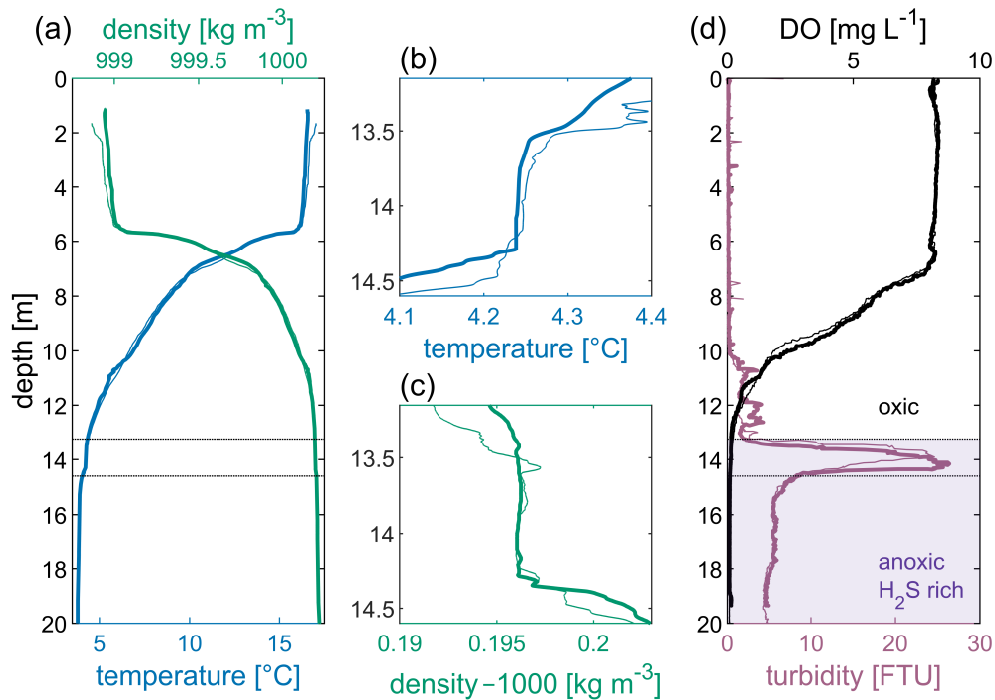 (a)
density [kg m⁻³]
999 999.5 1000
0
2
4
6
8
10
12
14
16
18
20
depth [m]
5 10 15
temperature [°C]
(b)
13.5
14
14.5
4.1 4.2 4.3 4.4
temperature [°C]
(c)
13.5
14
14.5
0.19 0.195 0.2
density−1000 [kg m⁻³]
(d)
DO [mg L⁻¹]
0 5 10
0
2
4
6
8
10
12
14
16
18
20
oxic
anoxic
H₂S rich
0 10 20 30
turbidity [FTU]